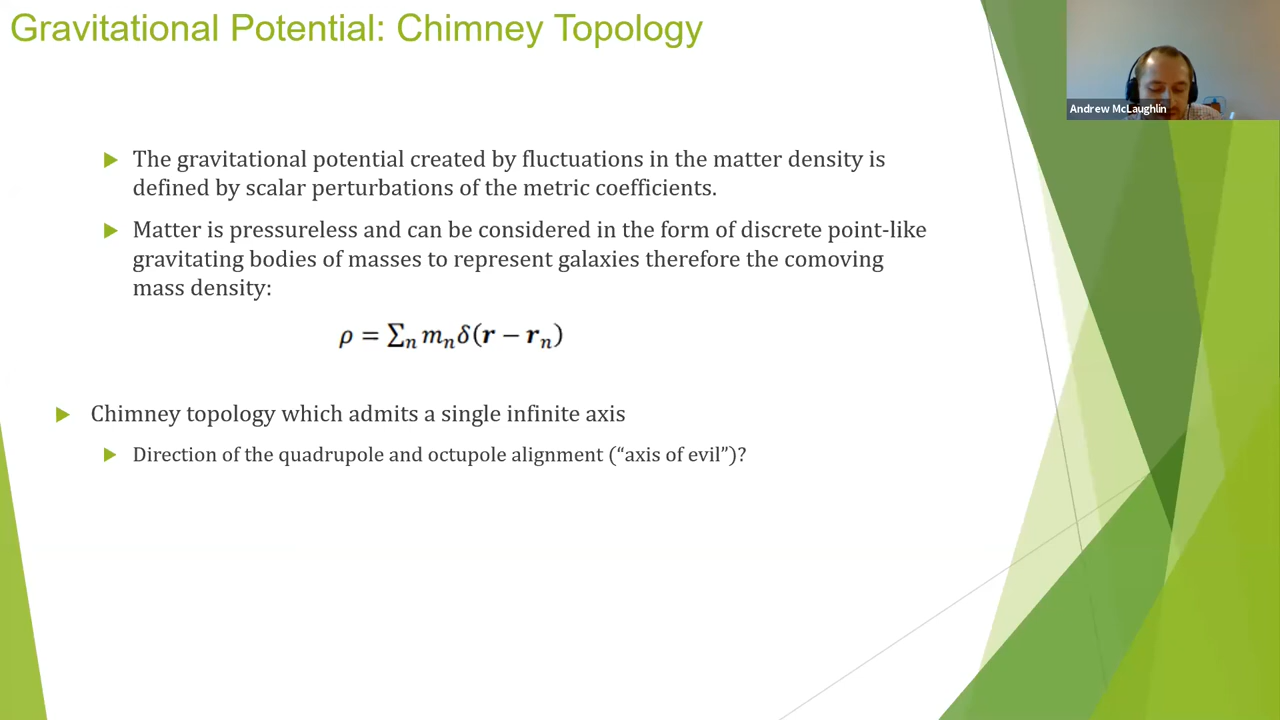 Gravitational Potential: Chimney Topology
Andrew McLaughlin
The gravitational potential created by fluctuations in the matter density is
defined by scalar perturbations of the metric coefficients.
Matter is pressureless and can be considered in the form of discrete point-like
gravitating bodies of masses to represent galaxies therefore the comoving
mass density:
ρ = ∑ₙ mₙδ(r − rₙ)
Chimney topology which admits a single infinite axis
Direction of the quadrupole and octupole alignment (“axis of evil”)?